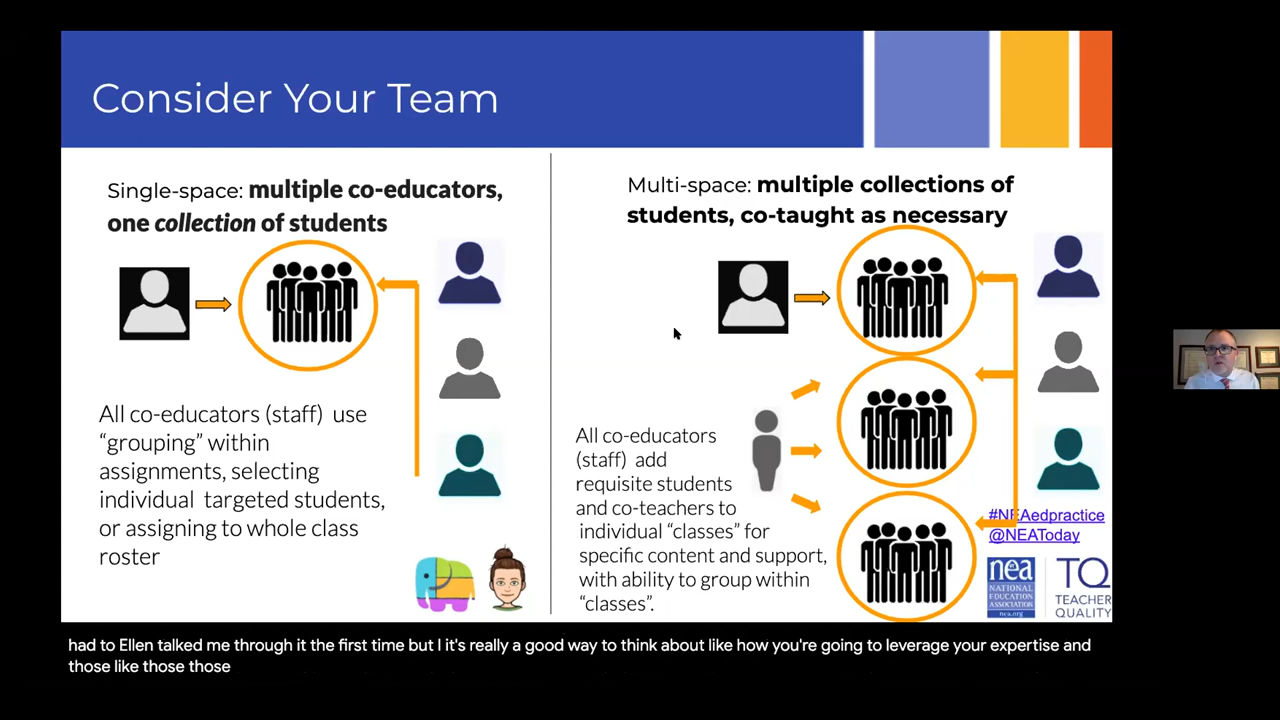 Consider Your Team
Single-space: multiple co-educators,
one collection of students
All co-educators (staff) use
“grouping” within
assignments, selecting
individual targeted students,
or assigning to whole class
roster
Multi-space: multiple collections of
students, co-taught as necessary
All co-educators
(staff) add
requisite students
and co-teachers to
individual “classes” for
specific content and support,
with ability to group within
“classes”.
#NEAedpractice
@NEAToday
nea
NATIONAL
EDUCATION
ASSOCIATION
nea.org
TQ
TEACHER
QUALITY
had to Ellen talked me through it the first time but I it's really a good way to think about like how you're going to leverage your expertise and
those like those those